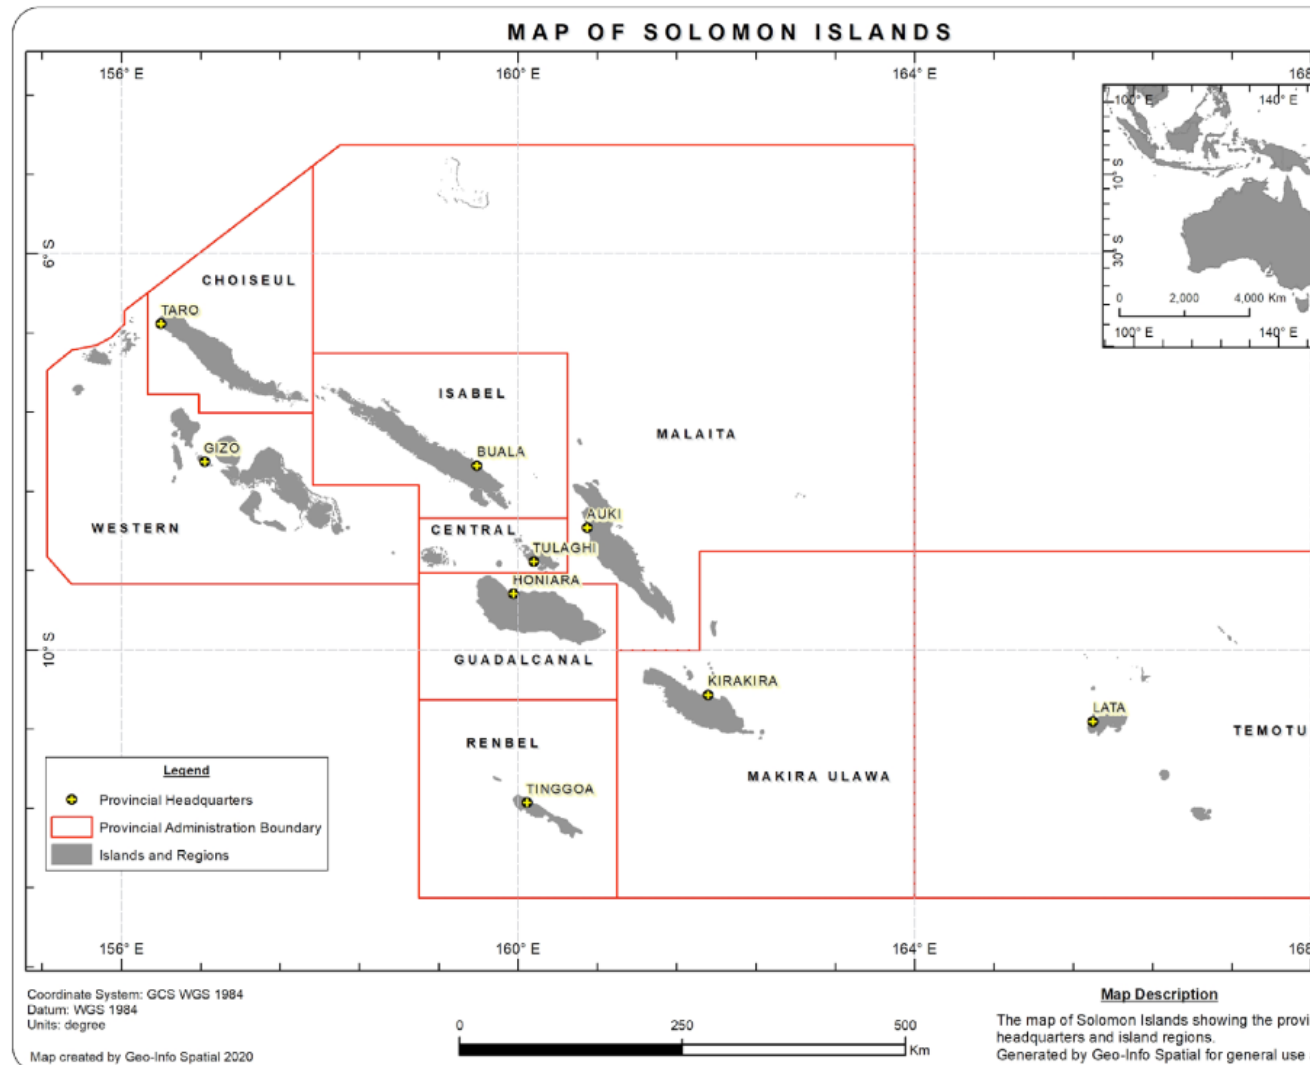 MAP OF SOLOMON ISLANDS
156° E
160° E
164° E
168
100° E
140° E
10° S
30° S
0
2,000
4,000 Km
100° E
140° E
6° S
CHOISEUL
TARO
ISABEL
MALAITA
GIZO
BUALA
WESTERN
CENTRAL
AUKI
TULAGHI
HONIARA
10° S
GUADALCANAL
KIRAKIRA
LATA
TEMOTU
RENBEL
MAKIRA ULAWA
TINGGOA
Legend
Provincial Headquarters
Provincial Administration Boundary
Islands and Regions
156° E
160° E
164° E
168
Coordinate System: GCS WGS 1984
Datum: WGS 1984
Units: degree
Map created by Geo-Info Spatial 2020
0
250
500
Km
Map Description
The map of Solomon Islands showing the provi
headquarters and island regions.
Generated by Geo-Info Spatial for general use